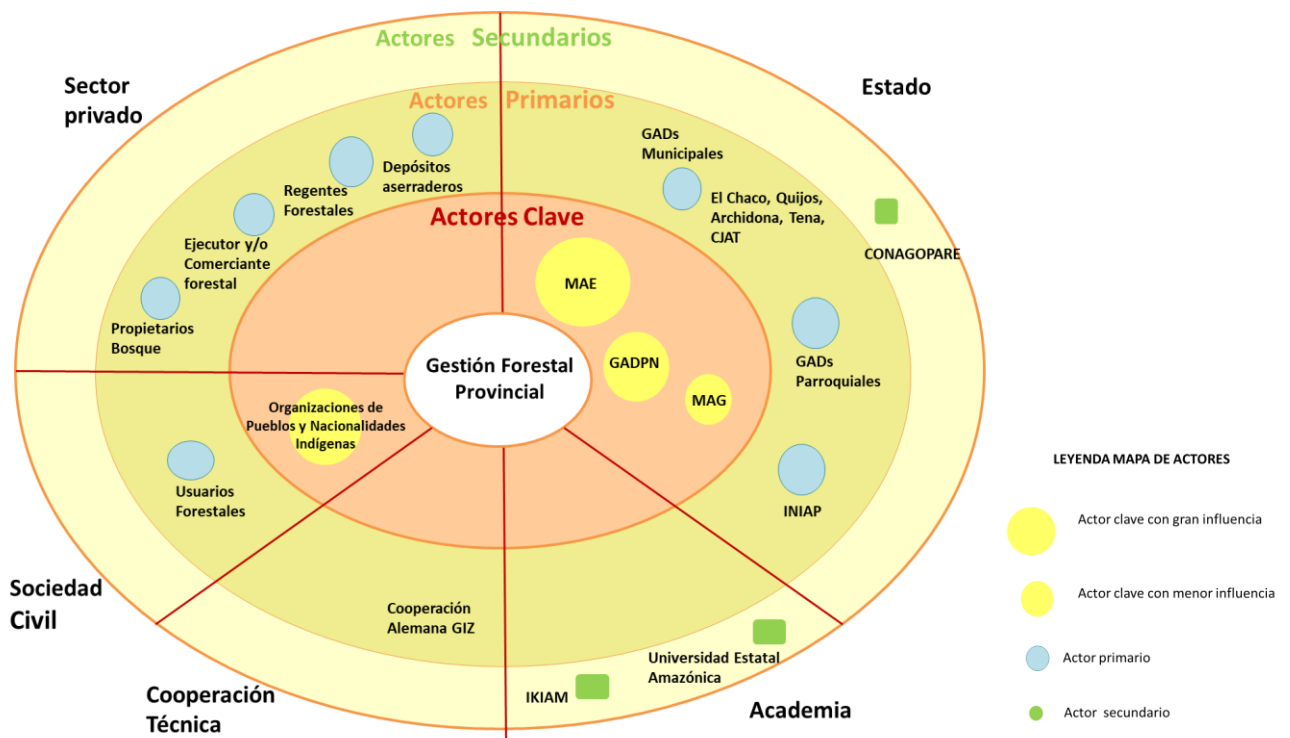 Actores Secundarios
Sector
privado
Estado
Actores Primarios
GADs
Municipales
Depósitos
aserraderos
Regentes
Forestales
El Chaco, Quijos,
Archidona, Tena,
CJAT
Actores Clave
Ejecutor y/o
Comerciante
forestal
CONAGOPARE
MAE
Propietarios
Bosque
Gestión Forestal
Provincial
GADPN
GADs
Parroquiales
MAG
Organizaciones de
Pueblos y Nacionalidades
Indígenas
Usuarios
Forestales
INIAP
Sociedad
Civil
Cooperación
Alemana GIZ
Universidad Estatal
Amazónica
IKIAM
Cooperación
Técnica
Academia
LEYENDA MAPA DE ACTORES
Actor clave con gran influencia
Actor clave con menor influencia
Actor primario
Actor secundario